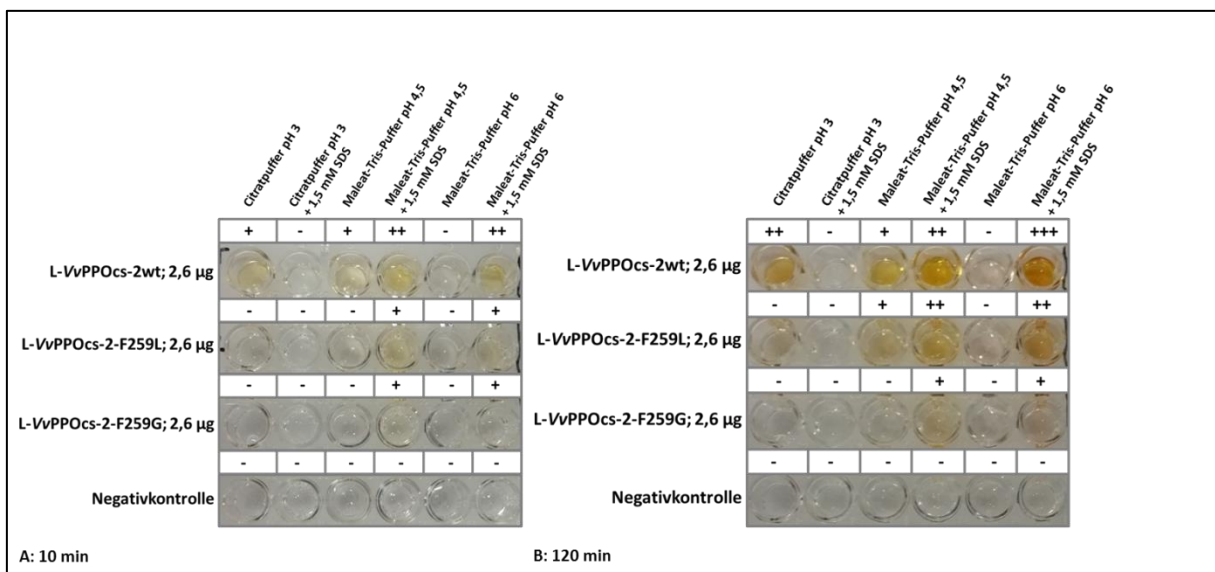 Citratpuffer pH 3
Citratpuffer pH 3
+ 1,5 mM SDS
Maleat-Tris-Puffer pH 4,5
Maleat-Tris-Puffer pH 4,5
+ 1,5 mM SDS
Maleat-Tris-Puffer pH 6
Maleat-Tris-Puffer pH 6
+ 1,5 mM SDS
+ - + ++ - ++
L-VvPPOcs-2wt; 2,6 µg
- - - + - +
L-VvPPOcs-2-F259L; 2,6 µg
- - - + - +
L-VvPPOcs-2-F259G; 2,6 µg
- - - - - -
Negativkontrolle
A: 10 min
Citratpuffer pH 3
Citratpuffer pH 3
+ 1,5 mM SDS
Maleat-Tris-Puffer pH 4,5
Maleat-Tris-Puffer pH 4,5
+ 1,5 mM SDS
Maleat-Tris-Puffer pH 6
Maleat-Tris-Puffer pH 6
+ 1,5 mM SDS
++ - + ++ - +++
L-VvPPOcs-2wt; 2,6 µg
- - + ++ - ++
L-VvPPOcs-2-F259L; 2,6 µg
- - - + - +
L-VvPPOcs-2-F259G; 2,6 µg
- - - - - -
Negativkontrolle
B: 120 min